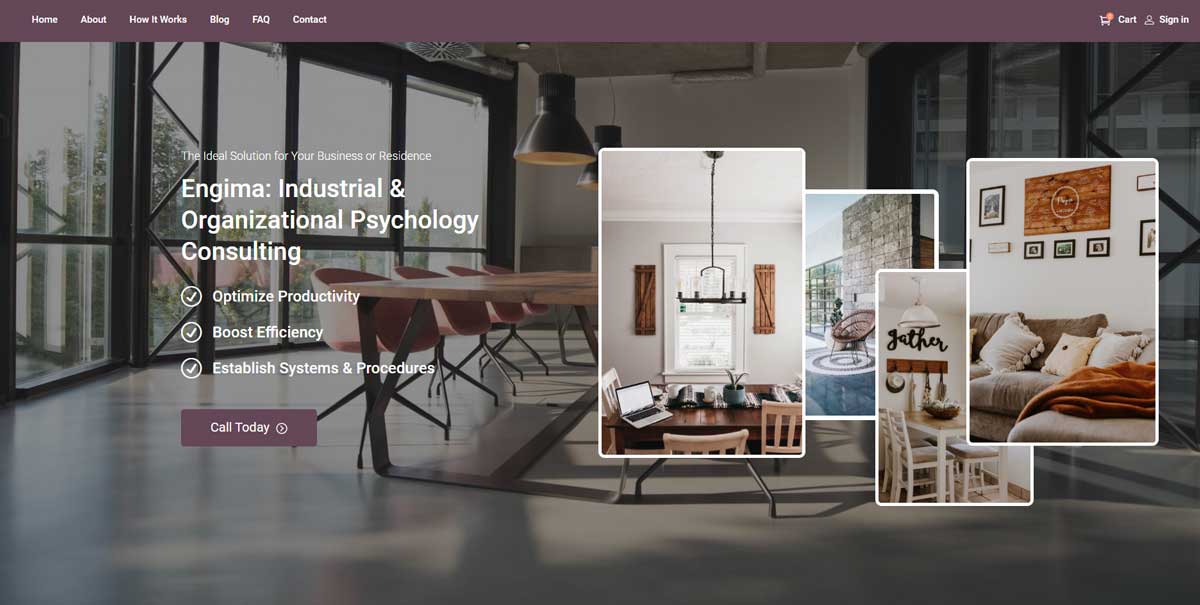 Home About How It Works Blog FAQ Contact Cart Sign in
The Ideal Solution for Your Business or Residence
Engima: Industrial &
Organizational Psychology
Consulting
Optimize Productivity
Boost Efficiency
Establish Systems & Procedures
Call Today
Gather